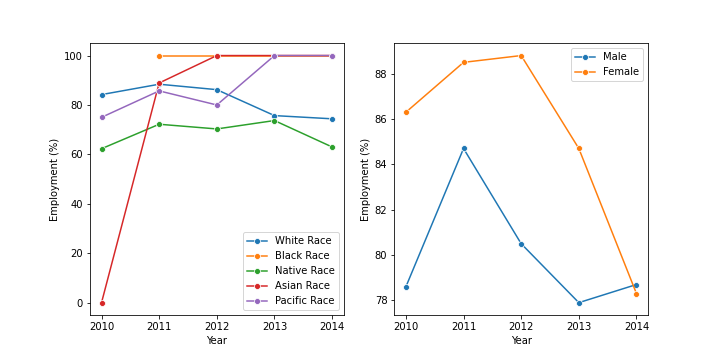 100
80
60
40
20
0
Employment (%)
2010 2011 2012 2013 2014
Year
White Race
Black Race
Native Race
Asian Race
Pacific Race
88
86
84
82
80
78
Employment (%)
2010 2011 2012 2013 2014
Year
Male
Female